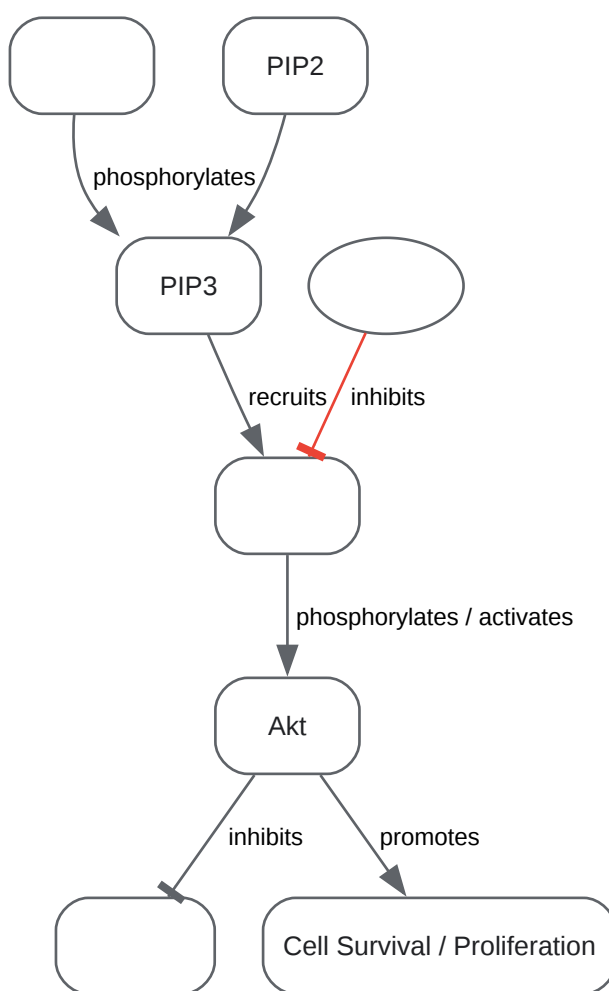 PIP2
phosphorylates
PIP3
recruits
inhibits
phosphorylates / activates
Akt
inhibits
promotes
Cell Survival / Proliferation